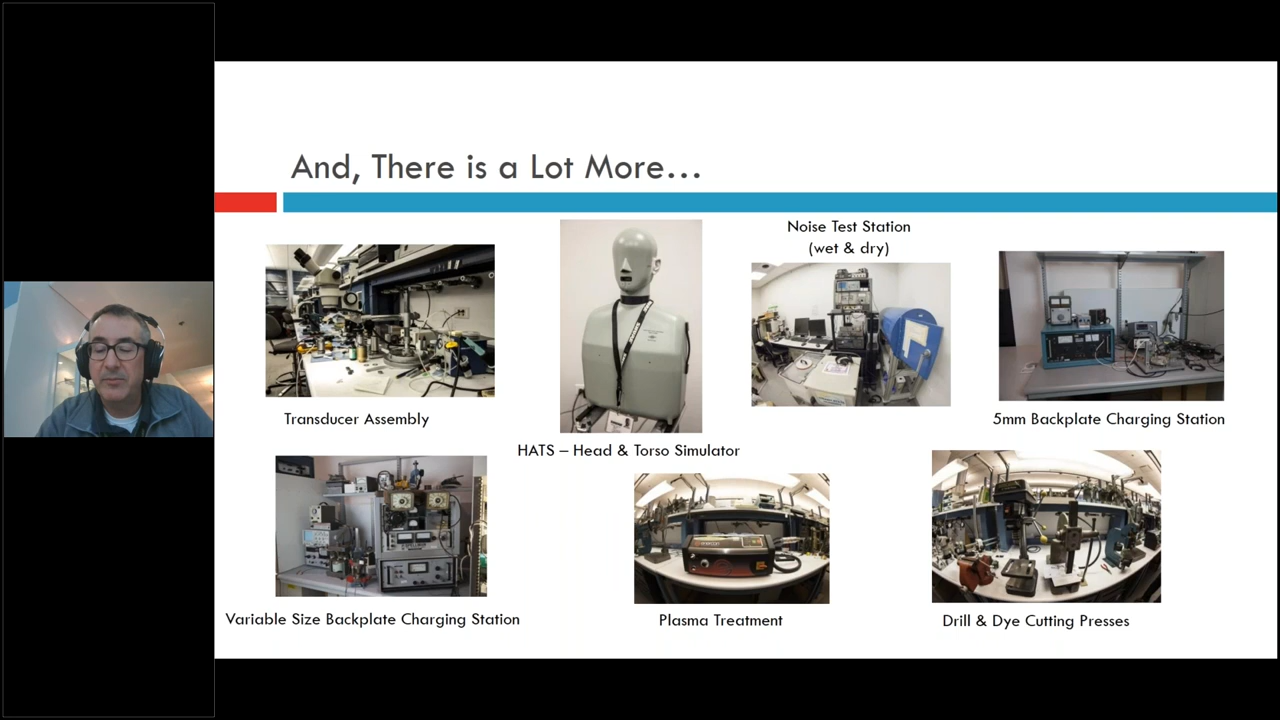 And, There is a Lot More...
Noise Test Station
(wet & dry)
Transducer Assembly
HATS – Head & Torso Simulator
5mm Backplate Charging Station
Variable Size Backplate Charging Station
Plasma Treatment
Drill & Dye Cutting Presses